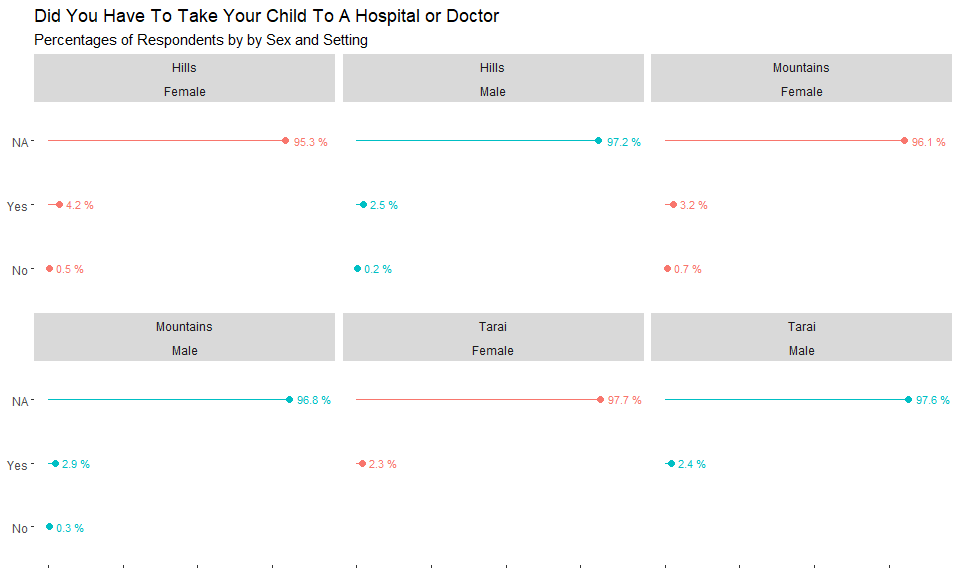 Did You Have To Take Your Child To A Hospital or Doctor
Percentages of Respondents by by Sex and Setting
Hills
Female
Hills
Male
Mountains
Female
NA
95.3 %
97.2 %
96.1 %
Yes
4.2 %
2.5 %
3.2 %
No
0.5 %
0.2 %
0.7 %
Mountains
Male
Tarai
Female
Tarai
Male
NA
96.8 %
97.7 %
97.6 %
Yes
2.9 %
2.3 %
2.4 %
No
0.3 %